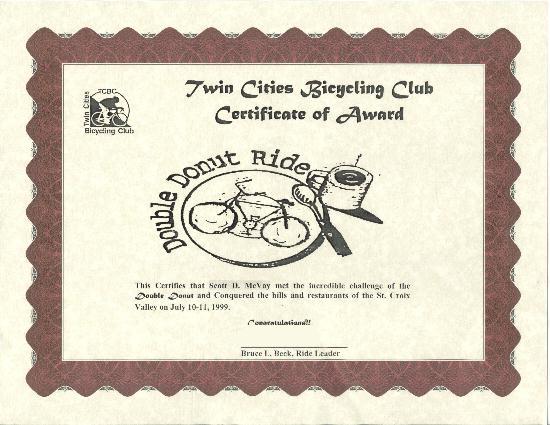 Twin Cities Bicycling Club
Certificate of Award
TCBC
Twin Cities
Bicycling Club
Double Donut Ride
This Certifies that Scott D. McVay met the incredible challenge of the
Double Donut and Conquered the hills and restaurants of the St. Croix
Valley on July 10-11, 1999.
Congratulations!!
Bruce L. Beck, Ride Leader